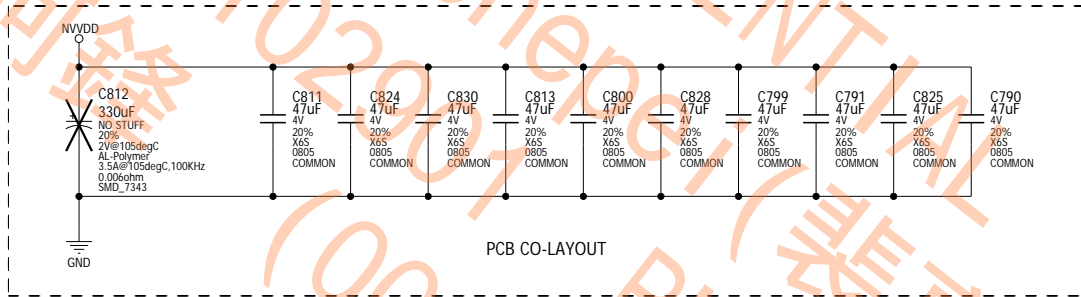 NVVDD
C812
330uF
NO STUFF
20%
2V@105degC
AL-Polymer
3.5A@105degC,100KHz
0.006ohm
SMD_7343
GND
C811
47uF
4V
20%
X6S
0805
COMMON
C824
47uF
4V
20%
X6S
0805
COMMON
C830
47uF
4V
20%
X6S
0805
COMMON
C813
47uF
4V
20%
X6S
0805
COMMON
C800
47uF
4V
20%
X6S
0805
COMMON
C828
47uF
4V
20%
X6S
0805
COMMON
C799
47uF
4V
20%
X6S
0805
COMMON
C791
47uF
4V
20%
X6S
0805
COMMON
C825
47uF
4V
20%
X6S
0805
COMMON
C790
47uF
4V
20%
X6S
0805
COMMON
PCB CO-LAYOUT